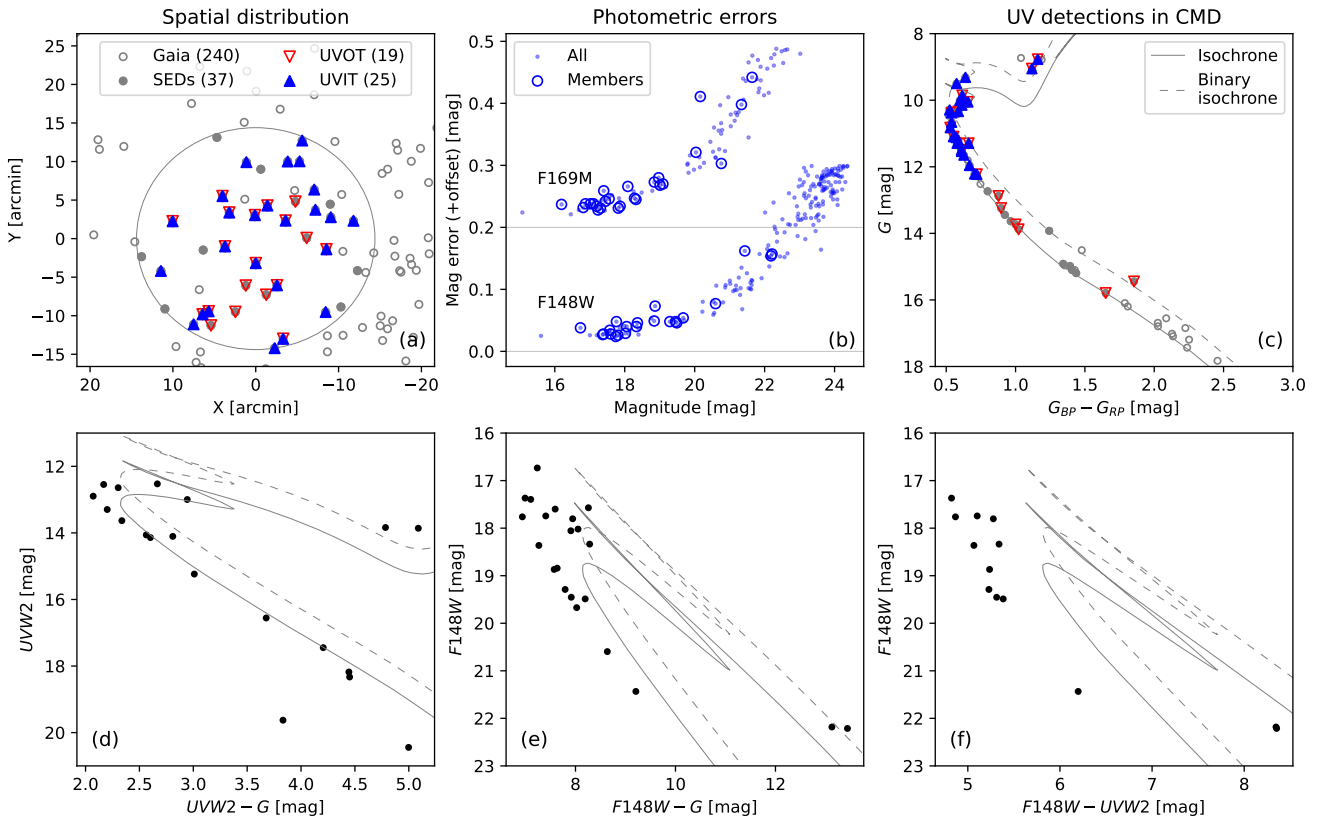 Spatial distribution
Photometric errors
UV detections in CMD
Gaia (240)
SEDs (37)
UVOT (19)
UVIT (25)
25
20
15
10
5
0
−5
−10
−15
Y [arcmin]
(a)
20
10
0
−10
−20
X [arcmin]
All
Members
0.5
0.4
0.3
0.2
0.1
0.0
Mag error (+offset) [mag]
F169M
F148W
(b)
16
18
20
22
24
Magnitude [mag]
Isochrone
Binary
isochrone
8
10
12
14
16
18
G [mag]
(c)
0.5
1.0
1.5
2.0
2.5
3.0
G_BP − G_RP [mag]
12
14
16
18
20
UVW2 [mag]
(d)
2.0
2.5
3.0
3.5
4.0
4.5
5.0
UVW2 − G [mag]
16
17
18
19
20
21
22
23
F148W [mag]
(e)
8
10
12
F148W − G [mag]
16
17
18
19
20
21
22
23
F148W [mag]
(f)
5
6
7
8
F148W − UVW2 [mag]